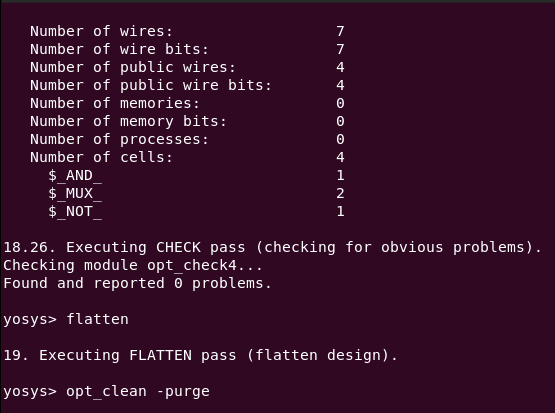 Number of wires: 7
Number of wire bits: 7
Number of public wires: 4
Number of public wire bits: 4
Number of memories: 0
Number of memory bits: 0
Number of processes: 0
Number of cells: 4
$_AND_ 1
$_MUX_ 2
$_NOT_ 1
18.26. Executing CHECK pass (checking for obvious problems).
Checking module opt_check4...
Found and reported 0 problems.
yosys> flatten
19. Executing FLATTEN pass (flatten design).
yosys> opt_clean -purge